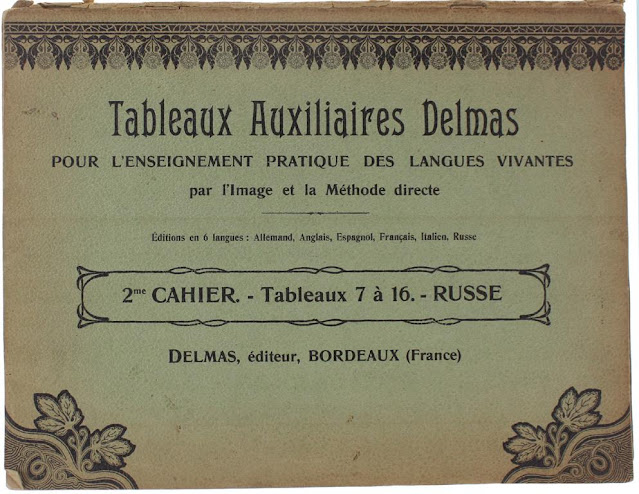 Tableaux Auxiliaires Delmas
POUR L'ENSEIGNEMENT PRATIQUE DES LANGUES VIVANTES
par l'Image et la Méthode directe
Éditions en 6 langues : Allemand, Anglais, Espagnol, Français, Italien, Russe
2me CAHIER. - Tableaux 7 à 16. - RUSSE
DELMAS, éditeur, BORDEAUX (France)